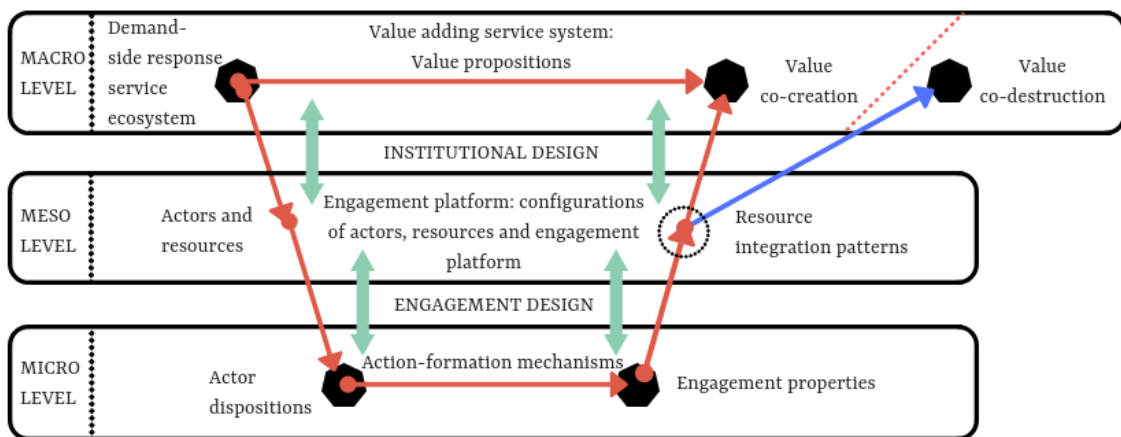 MACRO
LEVEL
Demand-
side response
service
ecosystem
Value adding service system:
Value propositions
Value
co-creation
Value
co-destruction
INSTITUTIONAL DESIGN
MESO
LEVEL
Actors and
resources
Engagement platform: configurations
of actors, resources and engagement
platform
Resource
integration patterns
ENGAGEMENT DESIGN
MICRO
LEVEL
Actor
dispositions
Action-formation mechanisms
Engagement properties